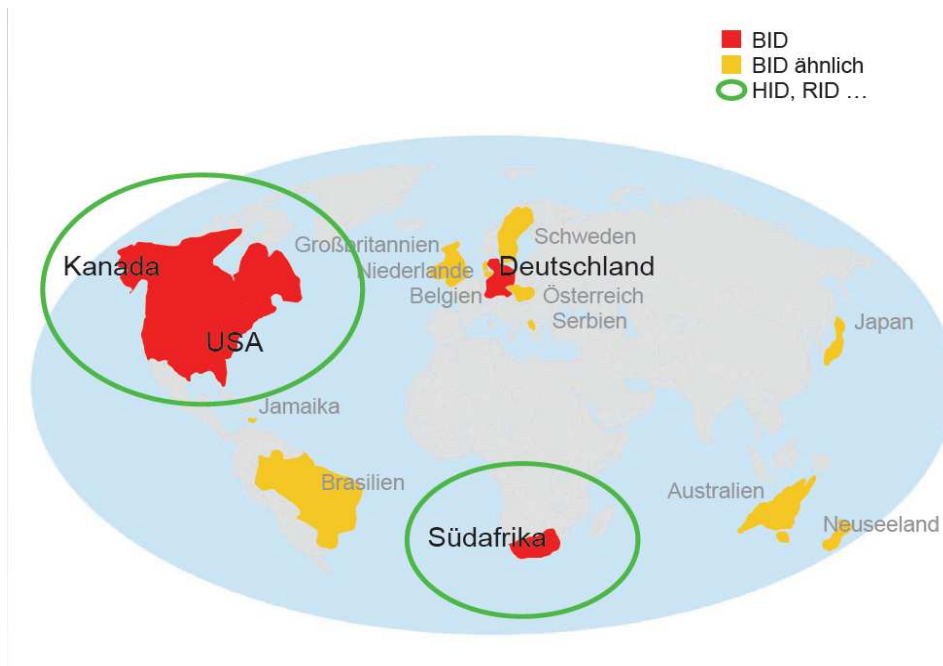 BID
BID ähnlich
HID, RID ...
Großbritannien
Schweden
Kanada
Niederlande
Deutschland
Belgien
Österreich
Serbien
Japan
USA
Jamaika
Brasilien
Australien
Neuseeland
Südafrika